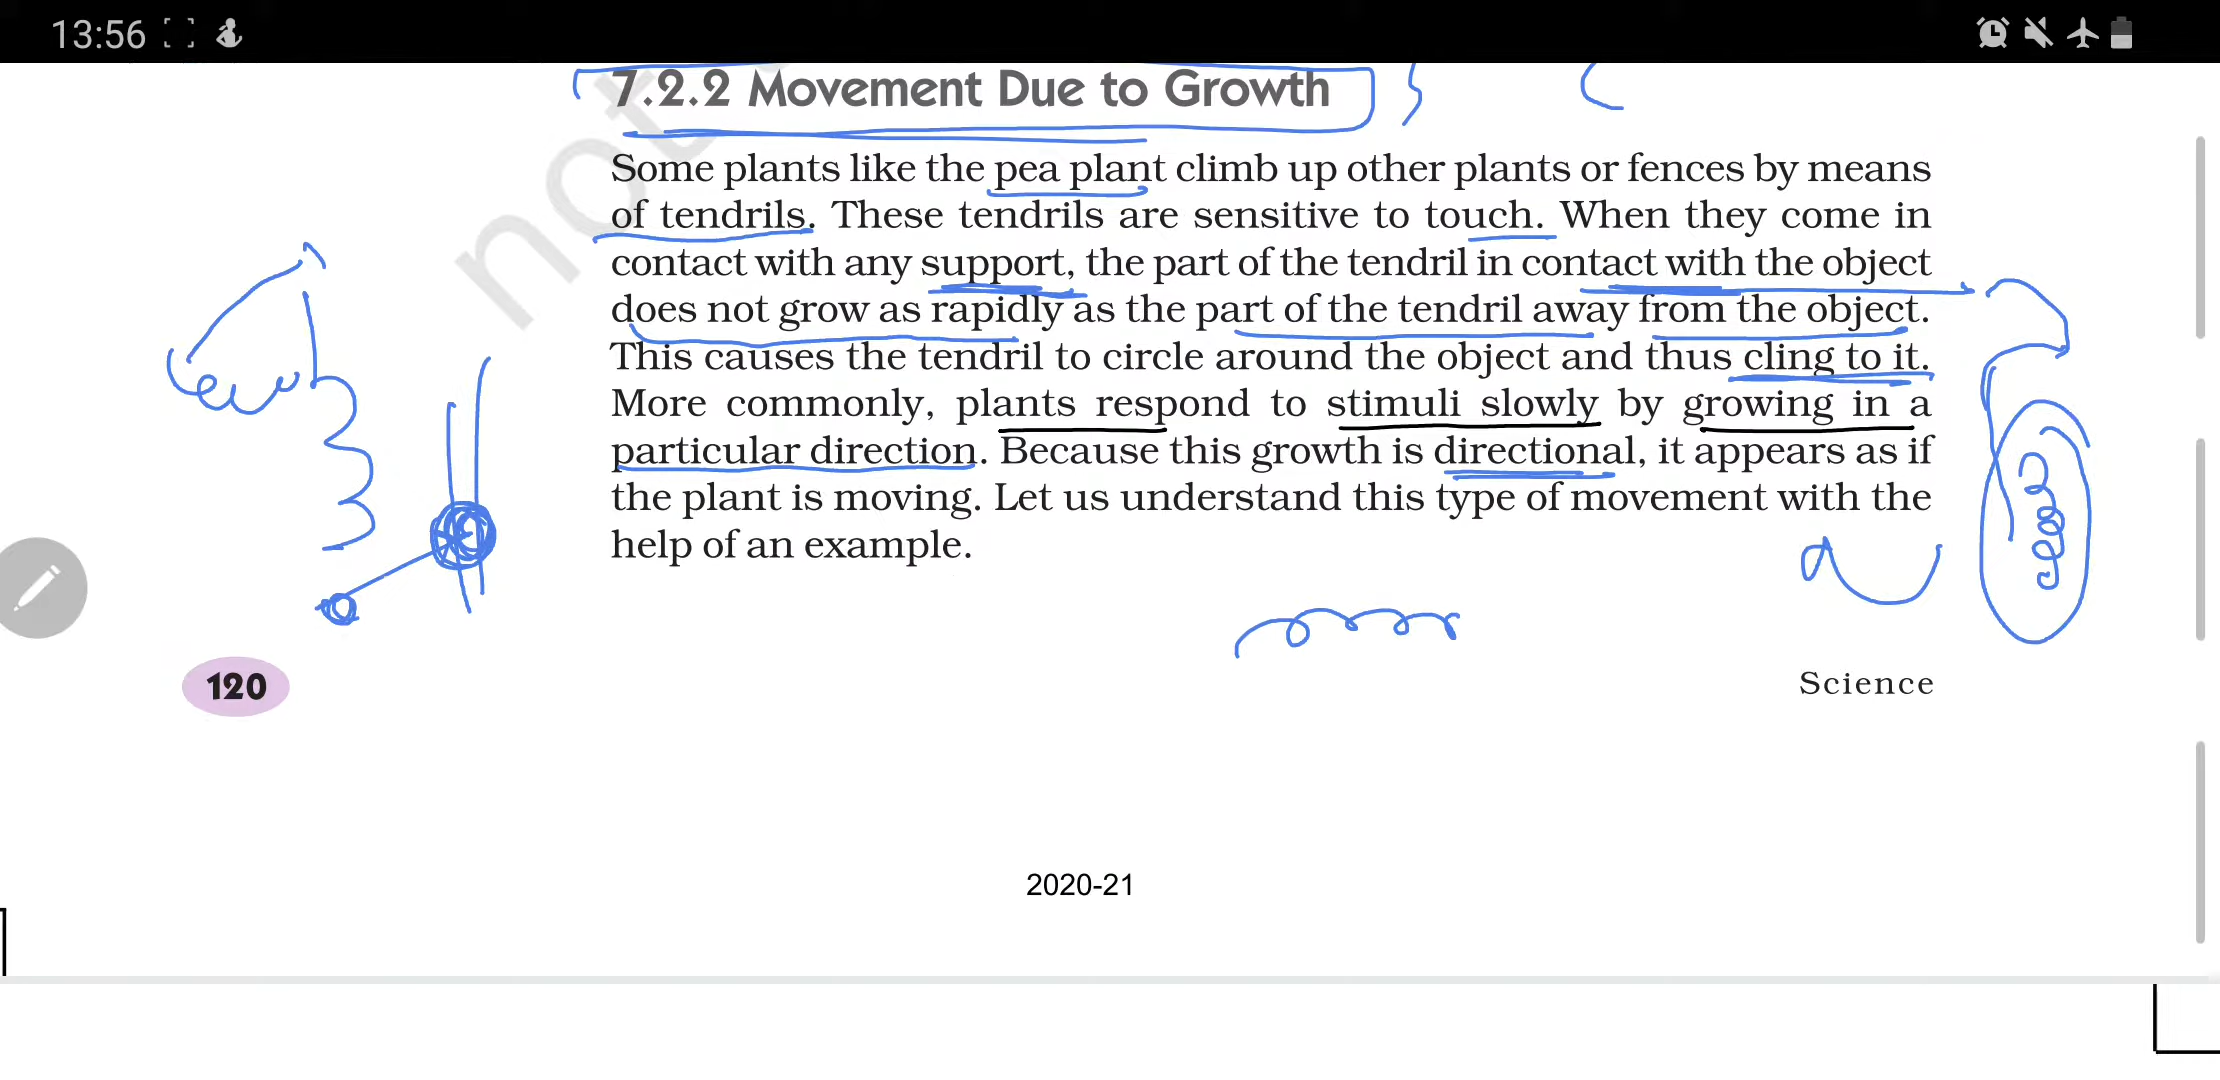 13:56
7.2.2 Movement Due to Growth
not
Some plants like the pea plant climb up other plants or fences by means
of tendrils. These tendrils are sensitive to touch. When they come in
contact with any support, the part of the tendril in contact with the object
does not grow as rapidly as the part of the tendril away from the object.
This causes the tendril to circle around the object and thus cling to it.
More commonly, plants respond to stimuli slowly by growing in a
particular direction. Because this growth is directional, it appears as if
the plant is moving. Let us understand this type of movement with the
help of an example.
120
Science
2020-21